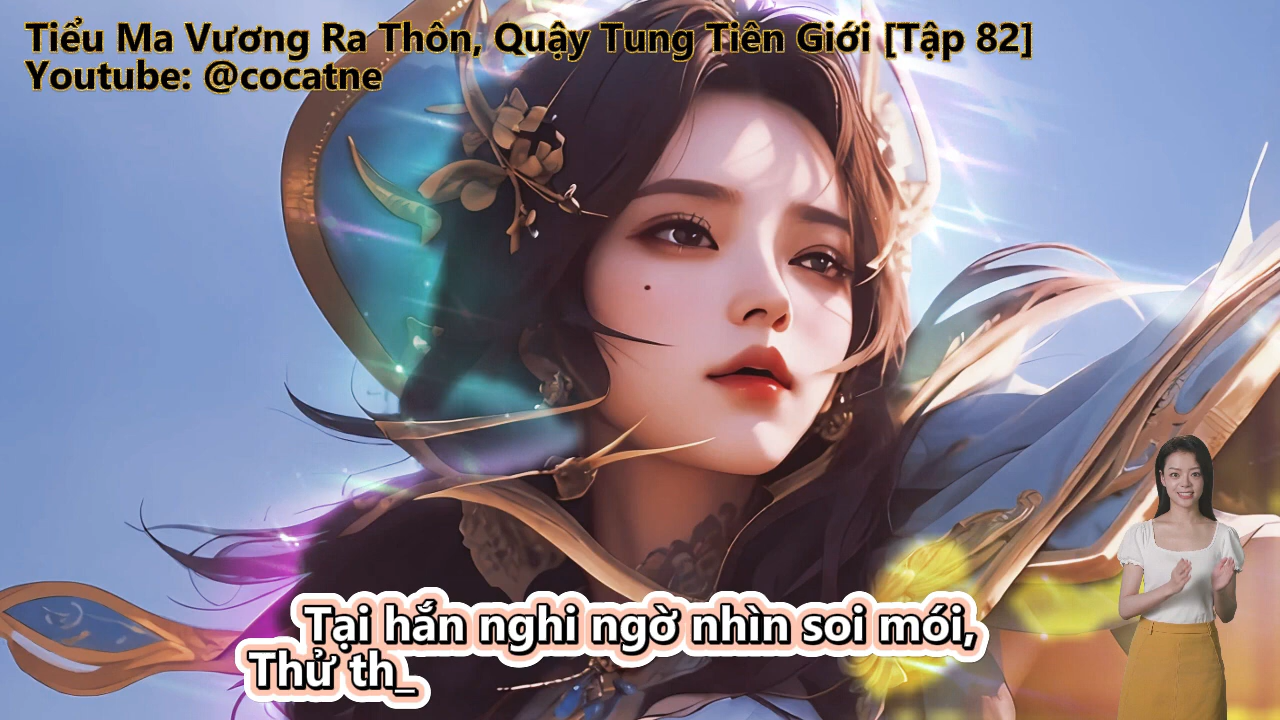 Tiểu Ma Vương Ra Thôn, Quậy Tung Tiên Giới [Tập 82]
Youtube: @cocatne
Tại hắn nghi ngờ nhìn soi mói,
Thử th_